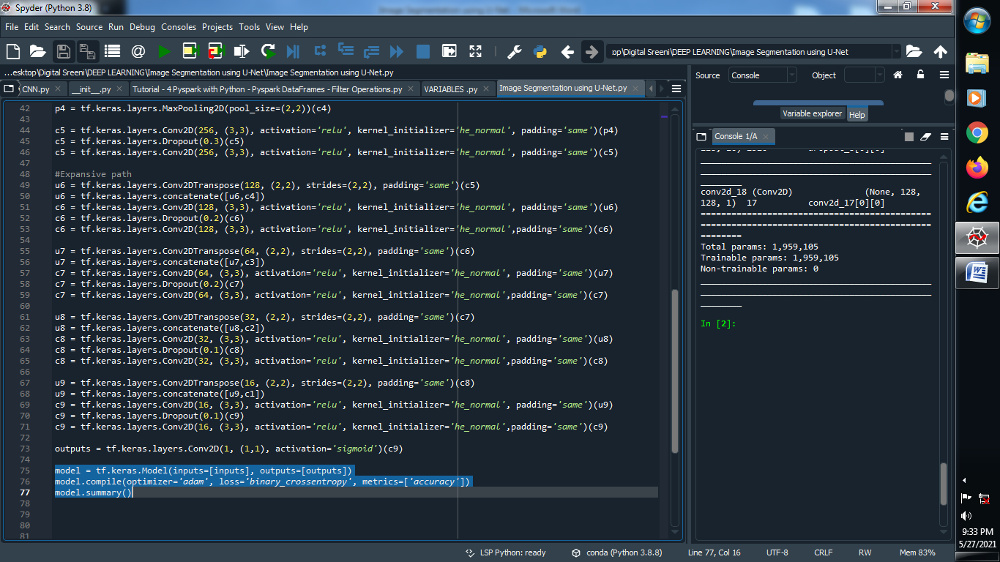 Spyder (Python 3.8)
File Edit Search Source Run Debug Consoles Projects Tools View Help
op\Digital Sreeni\DEEP LEARNING\Image Segmentation using U-Net
...esktop\Digital Sreeni\DEEP LEARNING\Image Segmentation using U-Net\Image Segmentation using U-Net.py
CNN.py __init__.py Tutorial - 4 Pyspark with Python - Pyspark DataFrames - Filter Operations.py VARIABLES .py Image Segmentation using U-Net.py
42 p4 = tf.keras.layers.MaxPooling2D(pool_size=(2,2))(c4)
43
44 c5 = tf.keras.layers.Conv2D(256, (3,3), activation='relu', kernel_initializer='he_normal', padding='same')(p4)
45 c5 = tf.keras.layers.Dropout(0.3)(c5)
46 c5 = tf.keras.layers.Conv2D(256, (3,3), activation='relu', kernel_initializer='he_normal', padding='same')(c5)
47
48 #Expansive path
49 u6 = tf.keras.layers.Conv2DTranspose(128, (2,2), strides=(2,2), padding='same')(c5)
50 u6 = tf.keras.layers.concatenate([u6,c4])
51 c6 = tf.keras.layers.Conv2D(128, (3,3), activation='relu', kernel_initializer='he_normal', padding='same')(u6)
52 c6 = tf.keras.layers.Dropout(0.2)(c6)
53 c6 = tf.keras.layers.Conv2D(128, (3,3), activation='relu', kernel_initializer='he_normal',padding='same')(c6)
54
55 u7 = tf.keras.layers.Conv2DTranspose(64, (2,2), strides=(2,2), padding='same')(c6)
56 u7 = tf.keras.layers.concatenate([u7,c3])
57 c7 = tf.keras.layers.Conv2D(64, (3,3), activation='relu', kernel_initializer='he_normal', padding='same')(u7)
58 c7 = tf.keras.layers.Dropout(0.2)(c7)
59 c7 = tf.keras.layers.Conv2D(64, (3,3), activation='relu', kernel_initializer='he_normal',padding='same')(c7)
60
61 u8 = tf.keras.layers.Conv2DTranspose(32, (2,2), strides=(2,2), padding='same')(c7)
62 u8 = tf.keras.layers.concatenate([u8,c2])
63 c8 = tf.keras.layers.Conv2D(32, (3,3), activation='relu', kernel_initializer='he_normal', padding='same')(u8)
64 c8 = tf.keras.layers.Dropout(0.1)(c8)
65 c8 = tf.keras.layers.Conv2D(32, (3,3), activation='relu', kernel_initializer='he_normal',padding='same')(c8)
66
67 u9 = tf.keras.layers.Conv2DTranspose(16, (2,2), strides=(2,2), padding='same')(c8)
68 u9 = tf.keras.layers.concatenate([u9,c1])
69 c9 = tf.keras.layers.Conv2D(16, (3,3), activation='relu', kernel_initializer='he_normal', padding='same')(u9)
70 c9 = tf.keras.layers.Dropout(0.1)(c9)
71 c9 = tf.keras.layers.Conv2D(16, (3,3), activation='relu', kernel_initializer='he_normal',padding='same')(c9)
72
73 outputs = tf.keras.layers.Conv2D(1, (1,1), activation='sigmoid')(c9)
74
75 model = tf.keras.Model(inputs=[inputs], outputs=[outputs])
76 model.compile(optimizer='adam', loss='binary_crossentropy', metrics=['accuracy'])
77 model.summary()
78
79
80
81
Source Console Object
Variable explorer Help
Console 1/A
conv2d_18 (Conv2D) (None, 128,
128, 1) 17 conv2d_17[0][0]
=============================================
=============================================
========
Total params: 1,959,105
Trainable params: 1,959,105
Non-trainable params: 0
In [2]:
LSP Python: ready conda (Python 3.8.8) Line 77, Col 16 UTF-8 CRLF RW Mem 83%
9:33 PM
5/27/2021